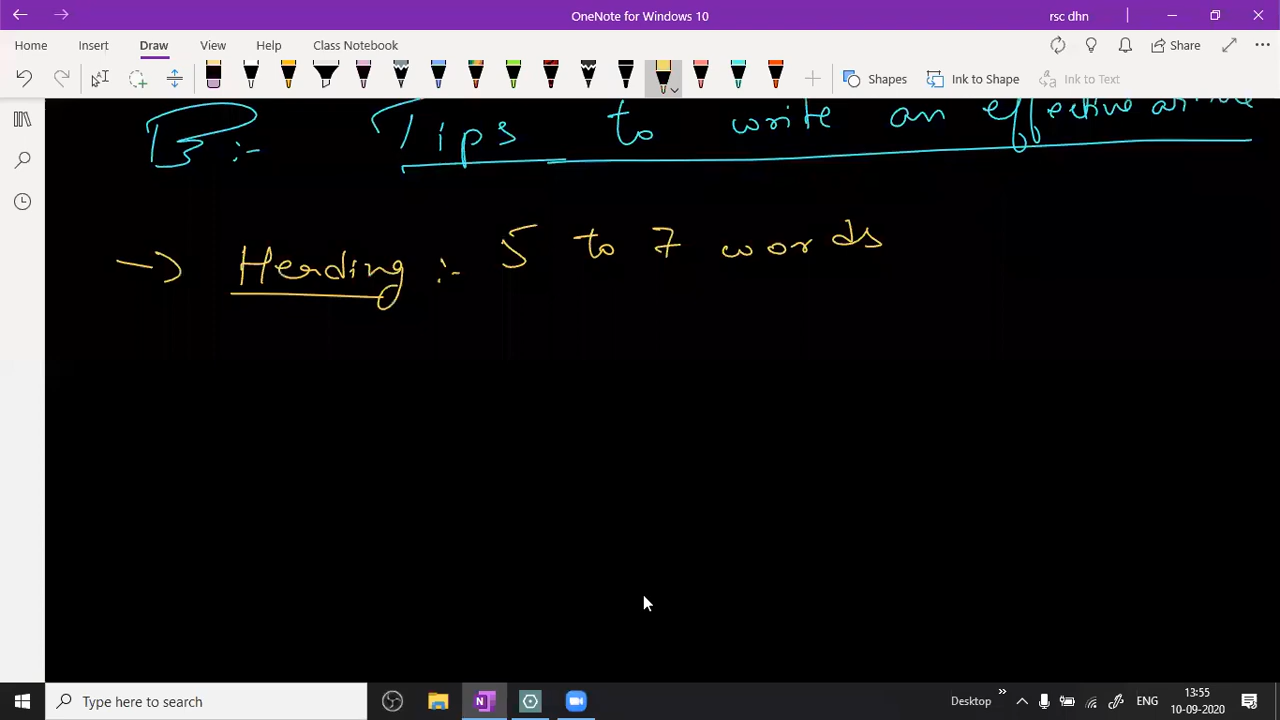 OneNote for Windows 10
rsc dhn
Home Insert Draw View Help Class Notebook
Share
Shapes
Ink to Shape
Ink to Text
B:- Tips to write an effective
→ Heading :- 5 to 7 words
Type here to search
Desktop
ENG
13:55
10-09-2020